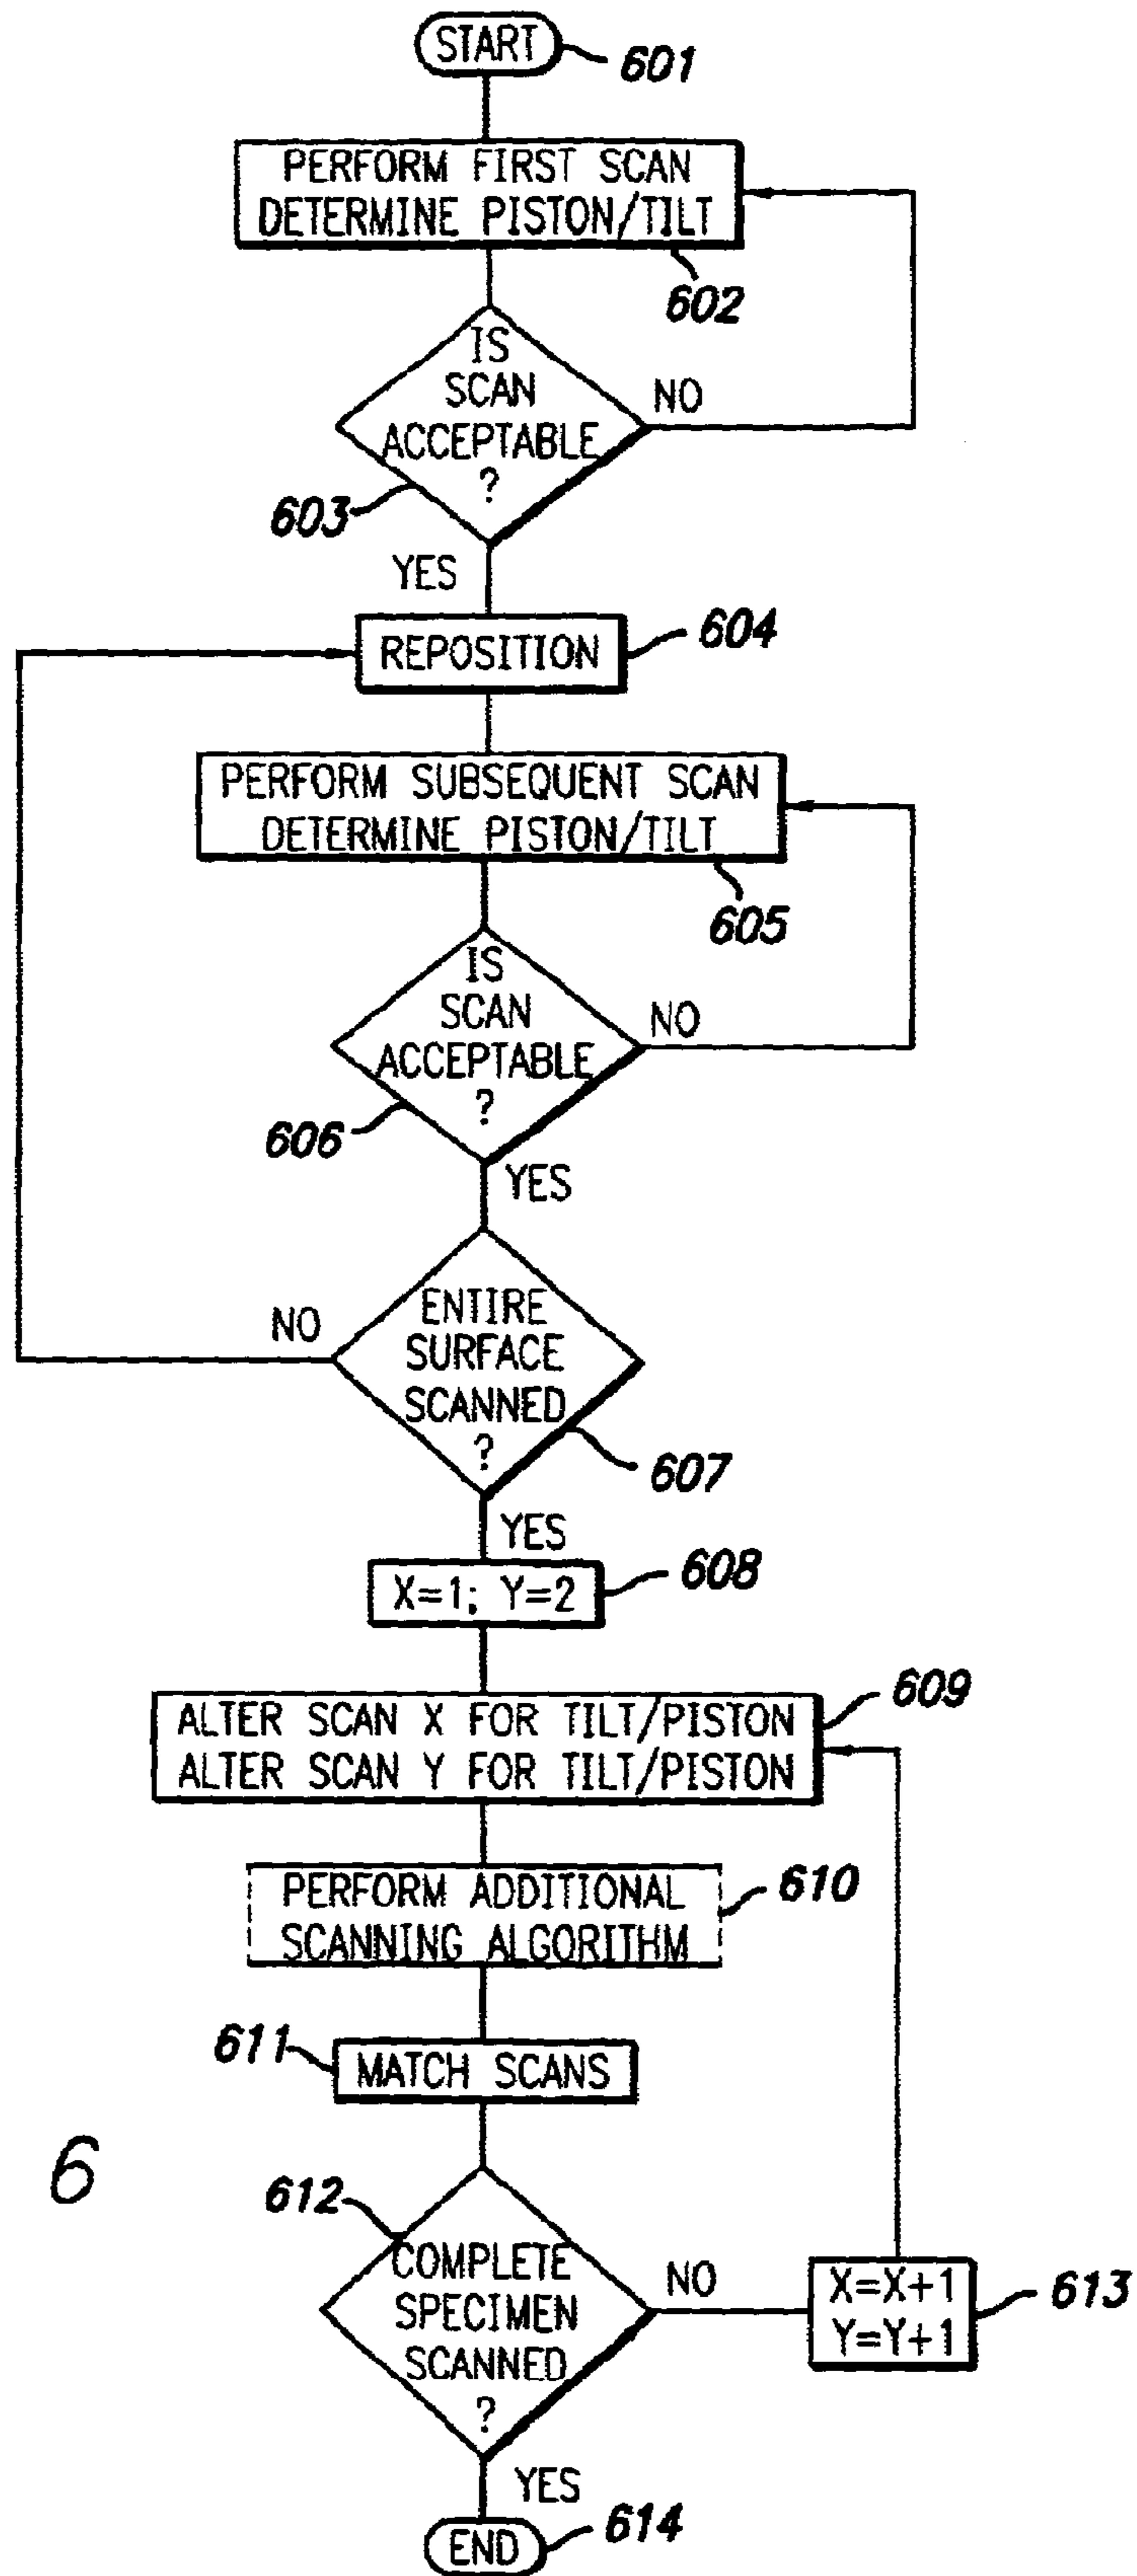 START
601
PERFORM FIRST SCAN
DETERMINE PISTON/TILT
602
IS
SCAN
ACCEPTABLE
?
NO
603
YES
REPOSITION
604
PERFORM SUBSEQUENT SCAN
DETERMINE PISTON/TILT
605
IS
SCAN
ACCEPTABLE
?
NO
606
YES
ENTIRE
SURFACE
SCANNED
?
NO
607
YES
X=1; Y=2
608
ALTER SCAN X FOR TILT/PISTON
ALTER SCAN Y FOR TILT/PISTON
609
PERFORM ADDITIONAL
SCANNING ALGORITHM
610
611
MATCH SCANS
6
612
COMPLETE
SPECIMEN
SCANNED
?
NO
X=X+1
Y=Y+1
613
YES
END
614